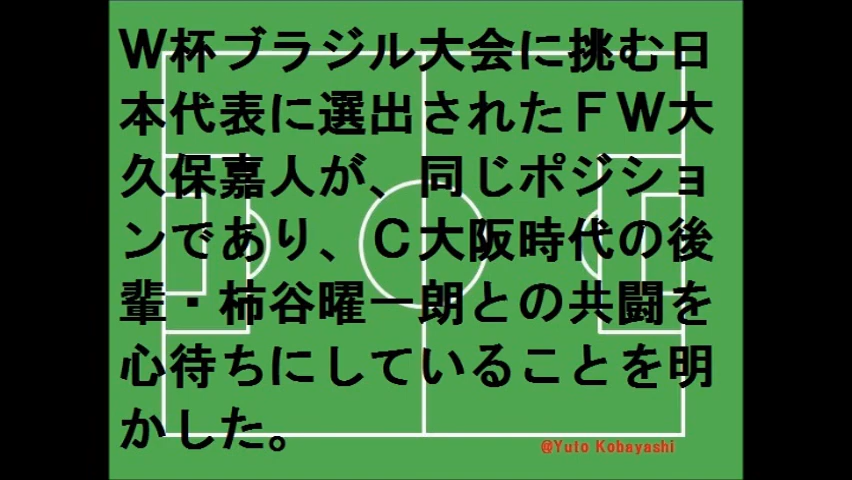 W杯ブラジル大会に挑む日
本代表に選出されたＦＷ大
久保嘉人が、同じポジショ
ンであり、Ｃ大阪時代の後
輩・柿谷曜一朗との共闘を
心待ちにしていることを明
かした。
@Yuto Kobayashi